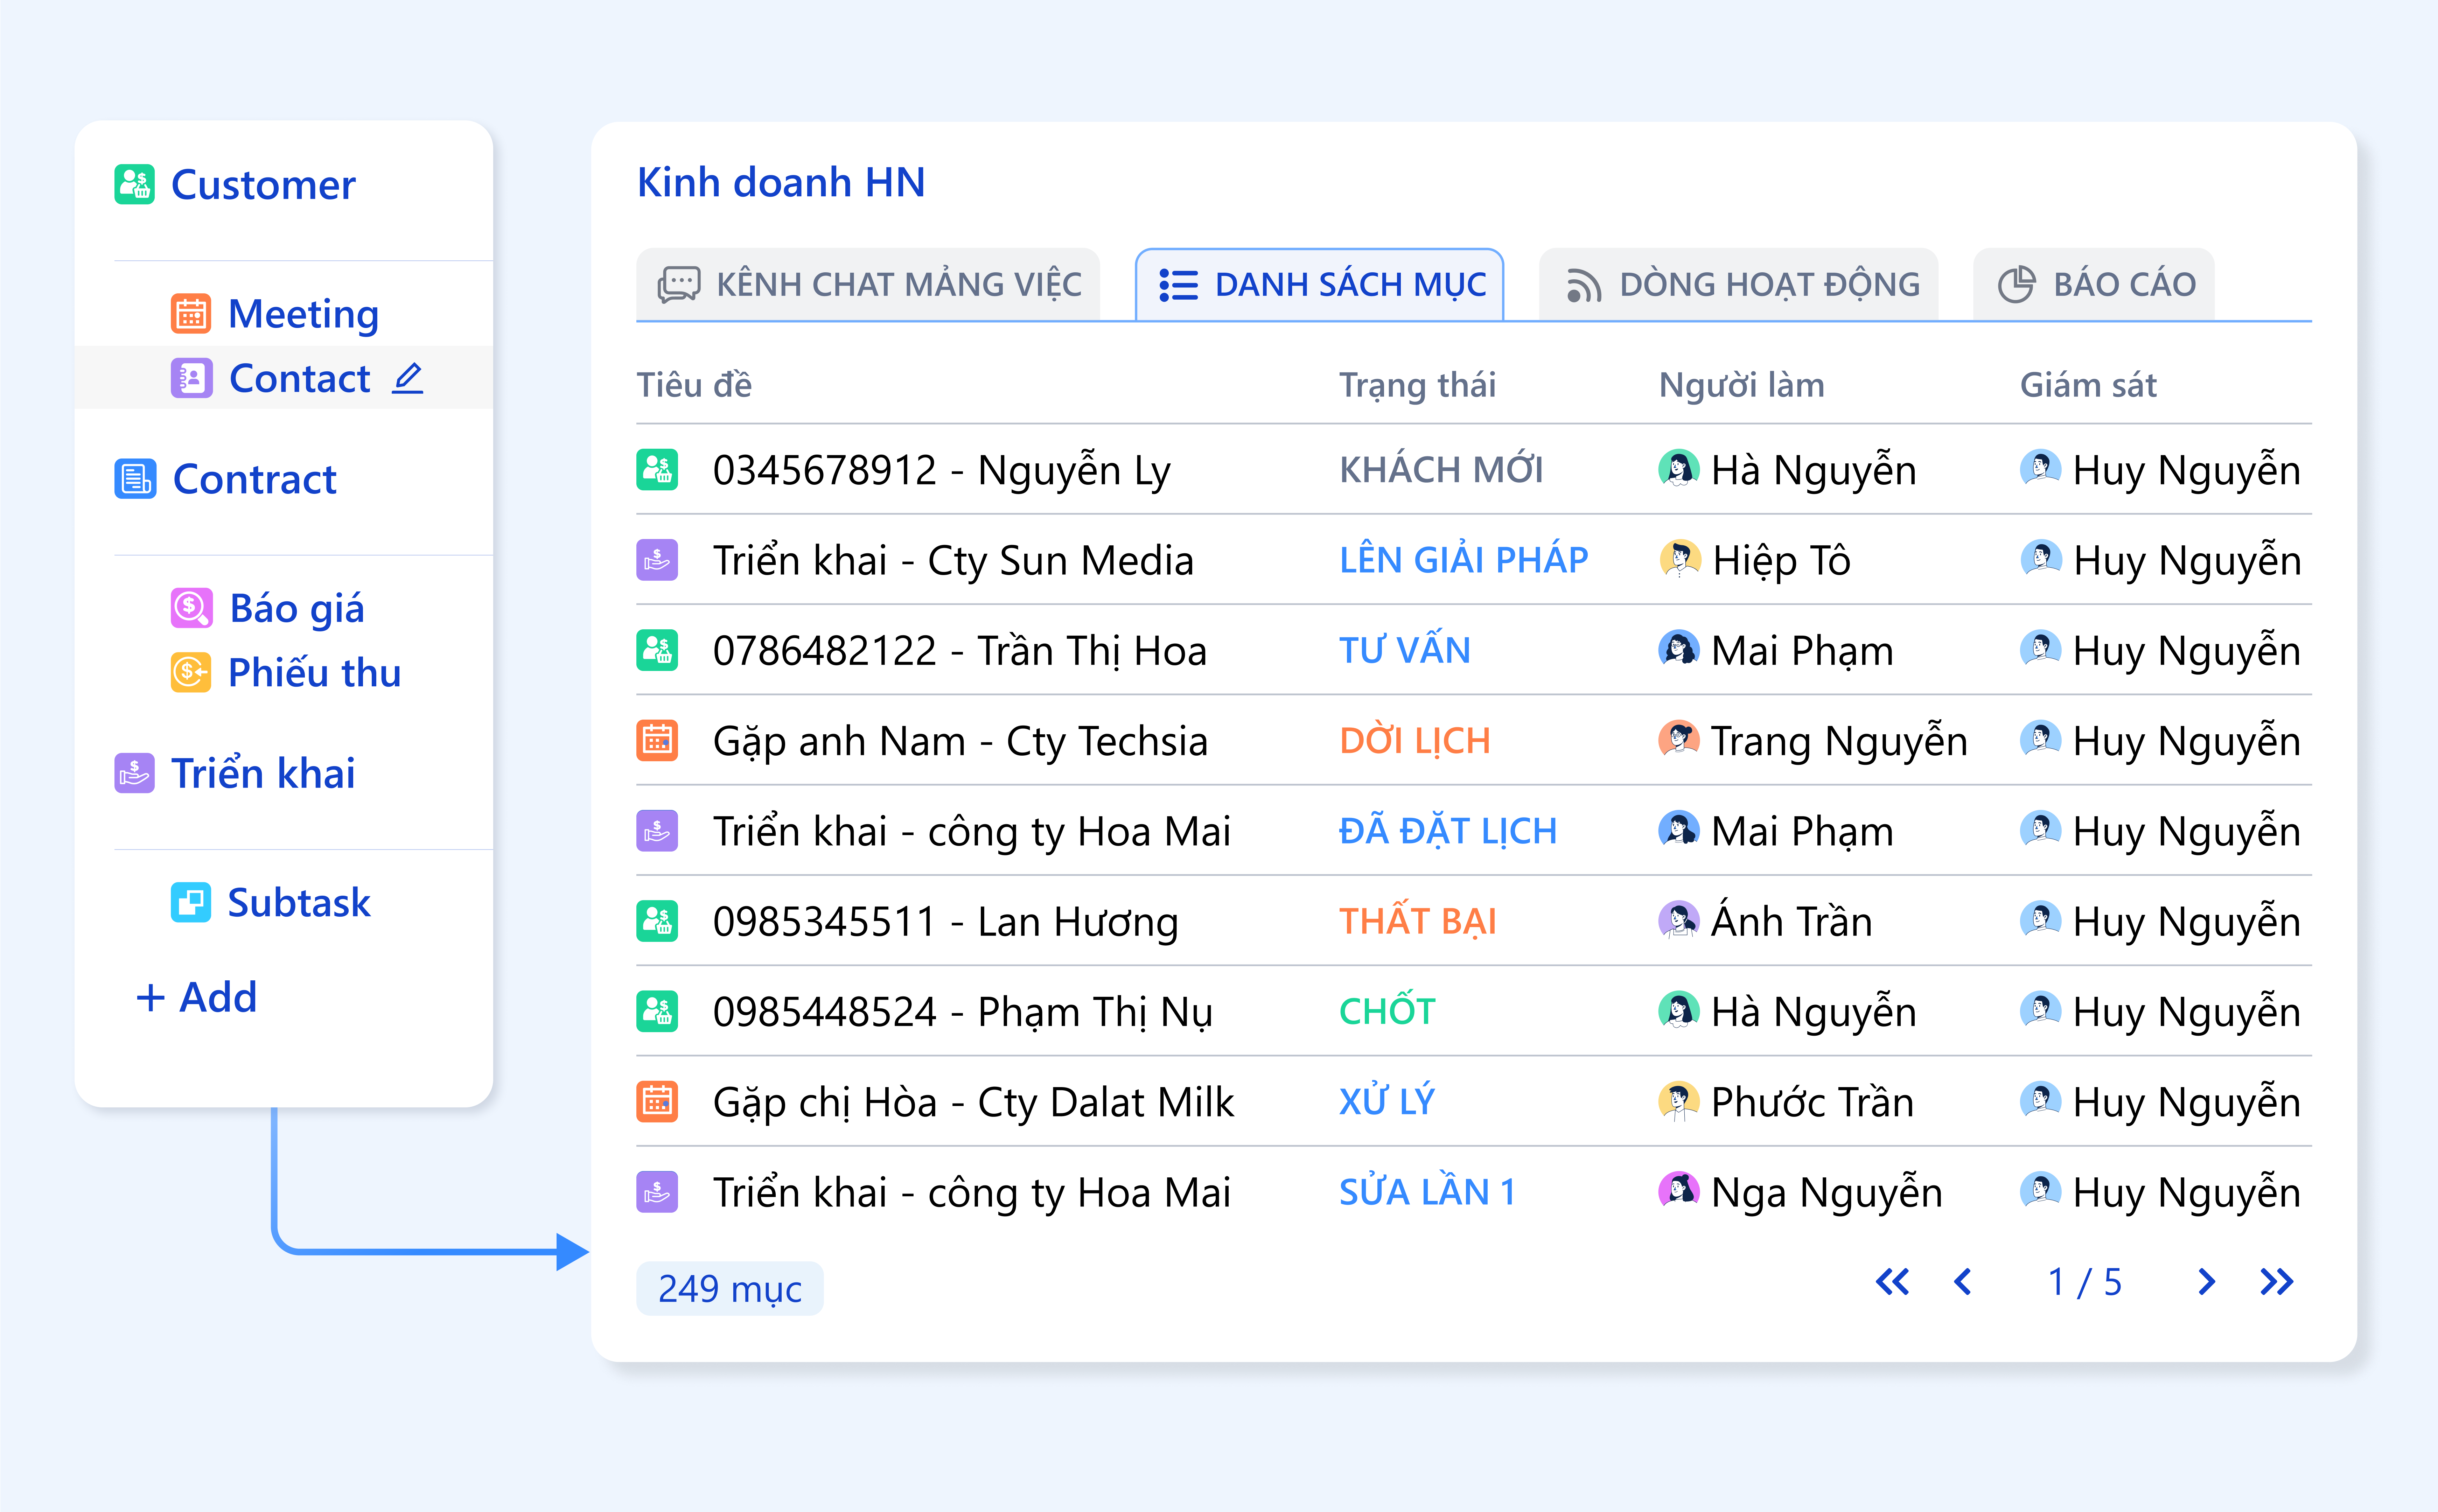 Customer
Meeting
Contact
Contract
Báo giá
Phiếu thu
Triển khai
Subtask
+ Add
Kinh doanh HN
KÊNH CHAT MẢNG VIỆC DANH SÁCH MỤC DÒNG HOẠT ĐỘNG BÁO CÁO
Tiêu đề Trạng thái Người làm Giám sát
0345678912 - Nguyễn Ly KHÁCH MỚI Hà Nguyễn Huy Nguyễn
Triển khai - Cty Sun Media LÊN GIẢI PHÁP Hiệp Tô Huy Nguyễn
0786482122 - Trần Thị Hoa TƯ VẤN Mai Phạm Huy Nguyễn
Gặp anh Nam - Cty Techsia DỜI LỊCH Trang Nguyễn Huy Nguyễn
Triển khai - công ty Hoa Mai ĐÃ ĐẶT LỊCH Mai Phạm Huy Nguyễn
0985345511 - Lan Hương THẤT BẠI Ánh Trần Huy Nguyễn
0985448524 - Phạm Thị Nụ CHỐT Hà Nguyễn Huy Nguyễn
Gặp chị Hòa - Cty Dalat Milk XỬ LÝ Phước Trần Huy Nguyễn
Triển khai - công ty Hoa Mai SỬA LẦN 1 Nga Nguyễn Huy Nguyễn
249 mục 1 / 5